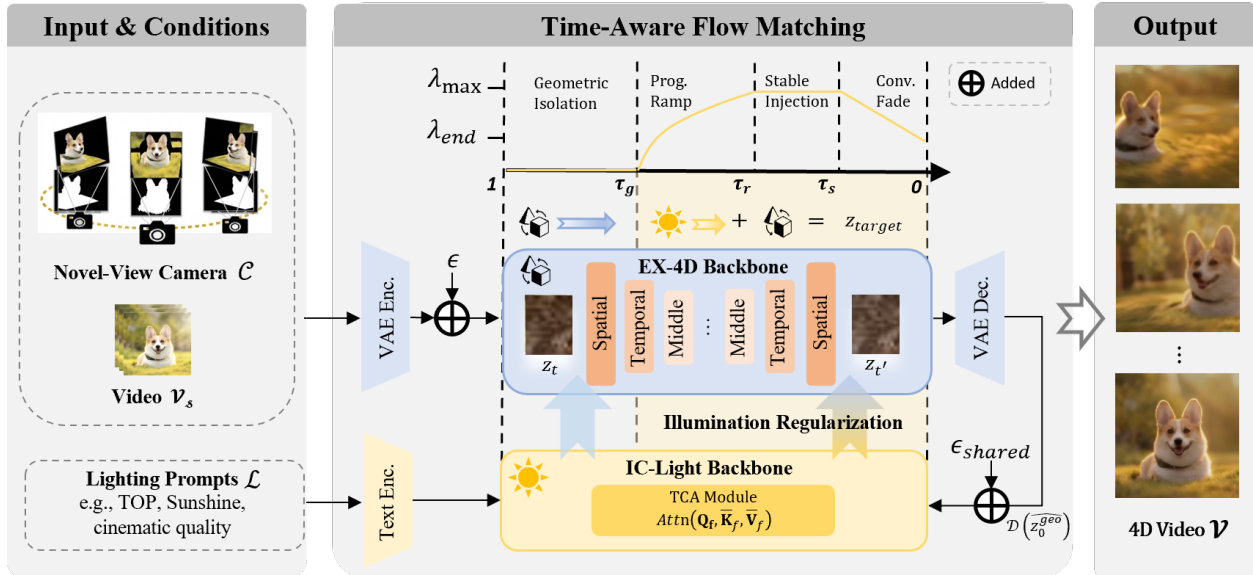 Input & Conditions
Novel-View Camera 𝒞
Video 𝒱ₛ
Lighting Prompts ℒ
e.g., TOP, Sunshine,
cinematic quality
Time-Aware Flow Matching
λmax
λend
Geometric
Isolation
Prog.
Ramp
Stable
Injection
Conv.
Fade
⊕ Added
1
τg
τr
τs
0
+
= ztarget
VAE Enc.
ϵ
EX-4D Backbone
zt
Spatial
Temporal
Middle
...
Middle
Temporal
Spatial
zt′
VAE Dec.
Illumination Regularization
Text Enc.
IC-Light Backbone
TCA Module
Attn(Qf, K̅f, V̅f)
ϵshared
𝒟(ẑ₀^geo)
Output
⋮
4D Video 𝒱